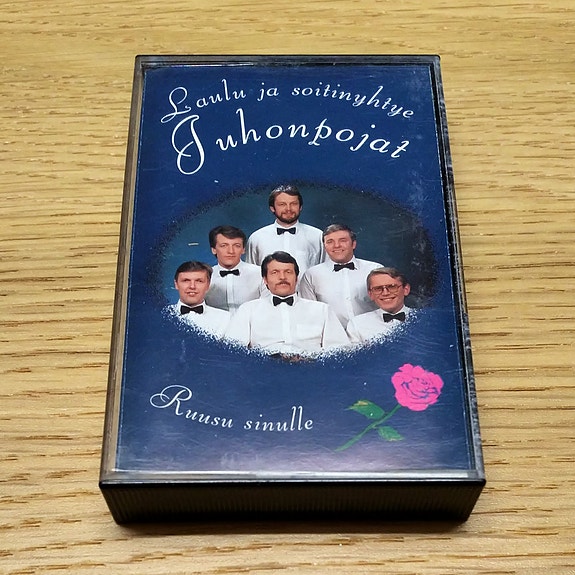 Laulu ja soitinyhtye
Juhonpojat
Ruusu sinulle